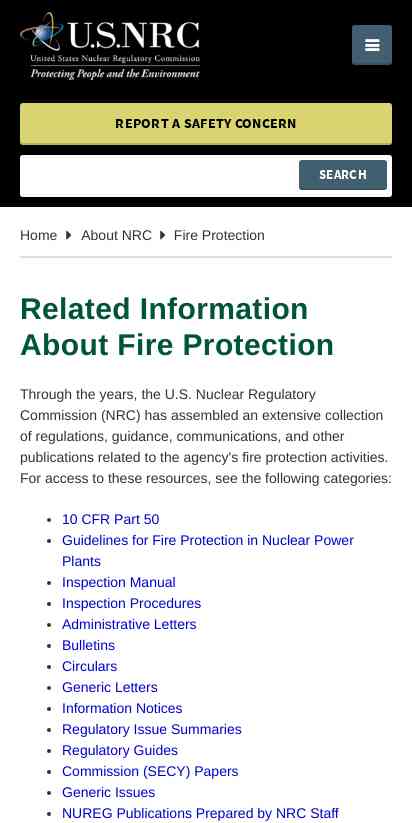 U.S.NRC
United States Nuclear Regulatory Commission
Protecting People and the Environment
REPORT A SAFETY CONCERN
SEARCH
Home About NRC Fire Protection
Related Information
About Fire Protection
Through the years, the U.S. Nuclear Regulatory
Commission (NRC) has assembled an extensive collection
of regulations, guidance, communications, and other
publications related to the agency's fire protection activities.
For access to these resources, see the following categories:
• 10 CFR Part 50
• Guidelines for Fire Protection in Nuclear Power
Plants
• Inspection Manual
• Inspection Procedures
• Administrative Letters
• Bulletins
• Circulars
• Generic Letters
• Information Notices
• Regulatory Issue Summaries
• Regulatory Guides
• Commission (SECY) Papers
• Generic Issues
• NUREG Publications Prepared by NRC Staff